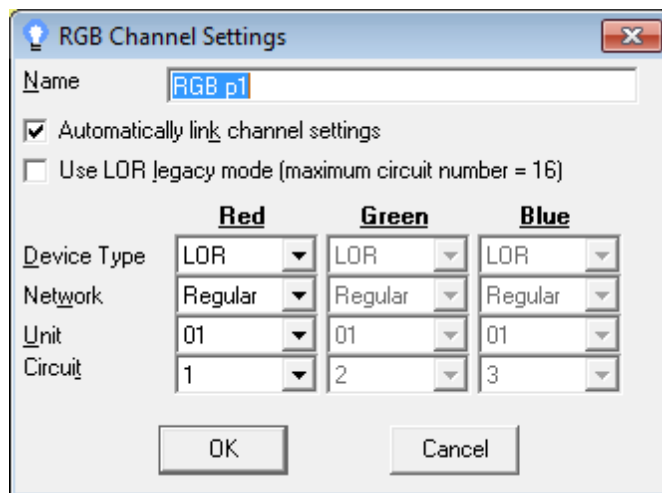 RGB Channel Settings
Name RGB p1
Automatically link channel settings
Use LOR legacy mode (maximum circuit number = 16)
Red Green Blue
Device Type LOR LOR LOR
Network Regular Regular Regular
Unit 01 01 01
Circuit 1 2 3
OK Cancel